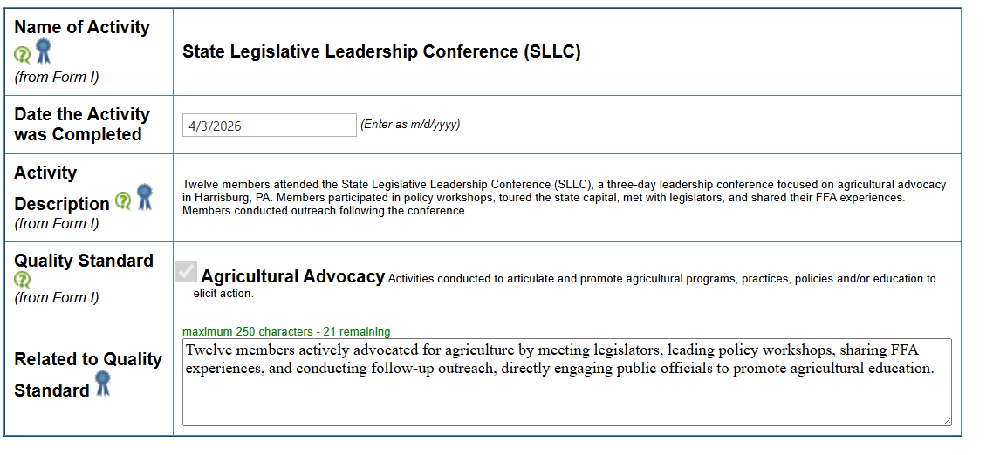 Name of Activity
(from Form I)
State Legislative Leadership Conference (SLLC)
Date the Activity
was Completed
4/3/2026
(Enter as m/d/yyyy)
Activity
Description
(from Form I)
Twelve members attended the State Legislative Leadership Conference (SLLC), a three-day leadership conference focused on agricultural advocacy
in Harrisburg, PA. Members participated in policy workshops, toured the state capital, met with legislators, and shared their FFA experiences.
Members conducted outreach following the conference.
Quality Standard
(from Form I)
Agricultural Advocacy Activities conducted to articulate and promote agricultural programs, practices, policies and/or education to
elicit action.
Related to Quality
Standard
maximum 250 characters - 21 remaining
Twelve members actively advocated for agriculture by meeting legislators, leading policy workshops, sharing FFA
experiences, and conducting follow-up outreach, directly engaging public officials to promote agricultural education.